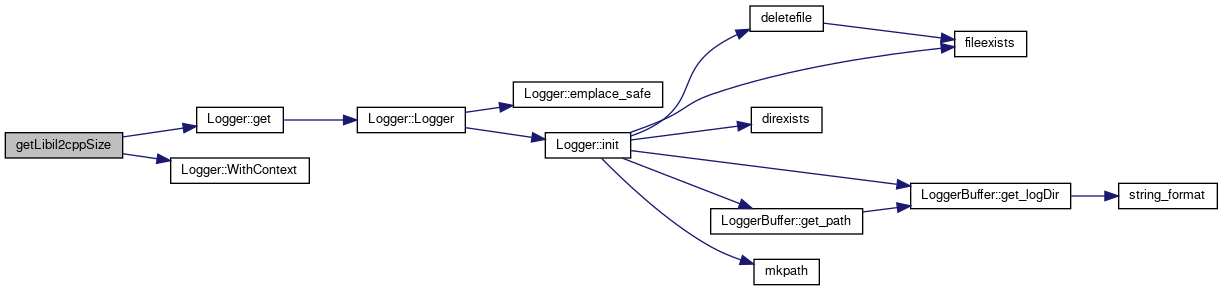 getLibil2cppSize
Logger::get
Logger::WithContext
Logger::Logger
Logger::emplace_safe
Logger::init
deletefile
fileexists
direxists
LoggerBuffer::get_logDir
string_format
LoggerBuffer::get_path
mkpath